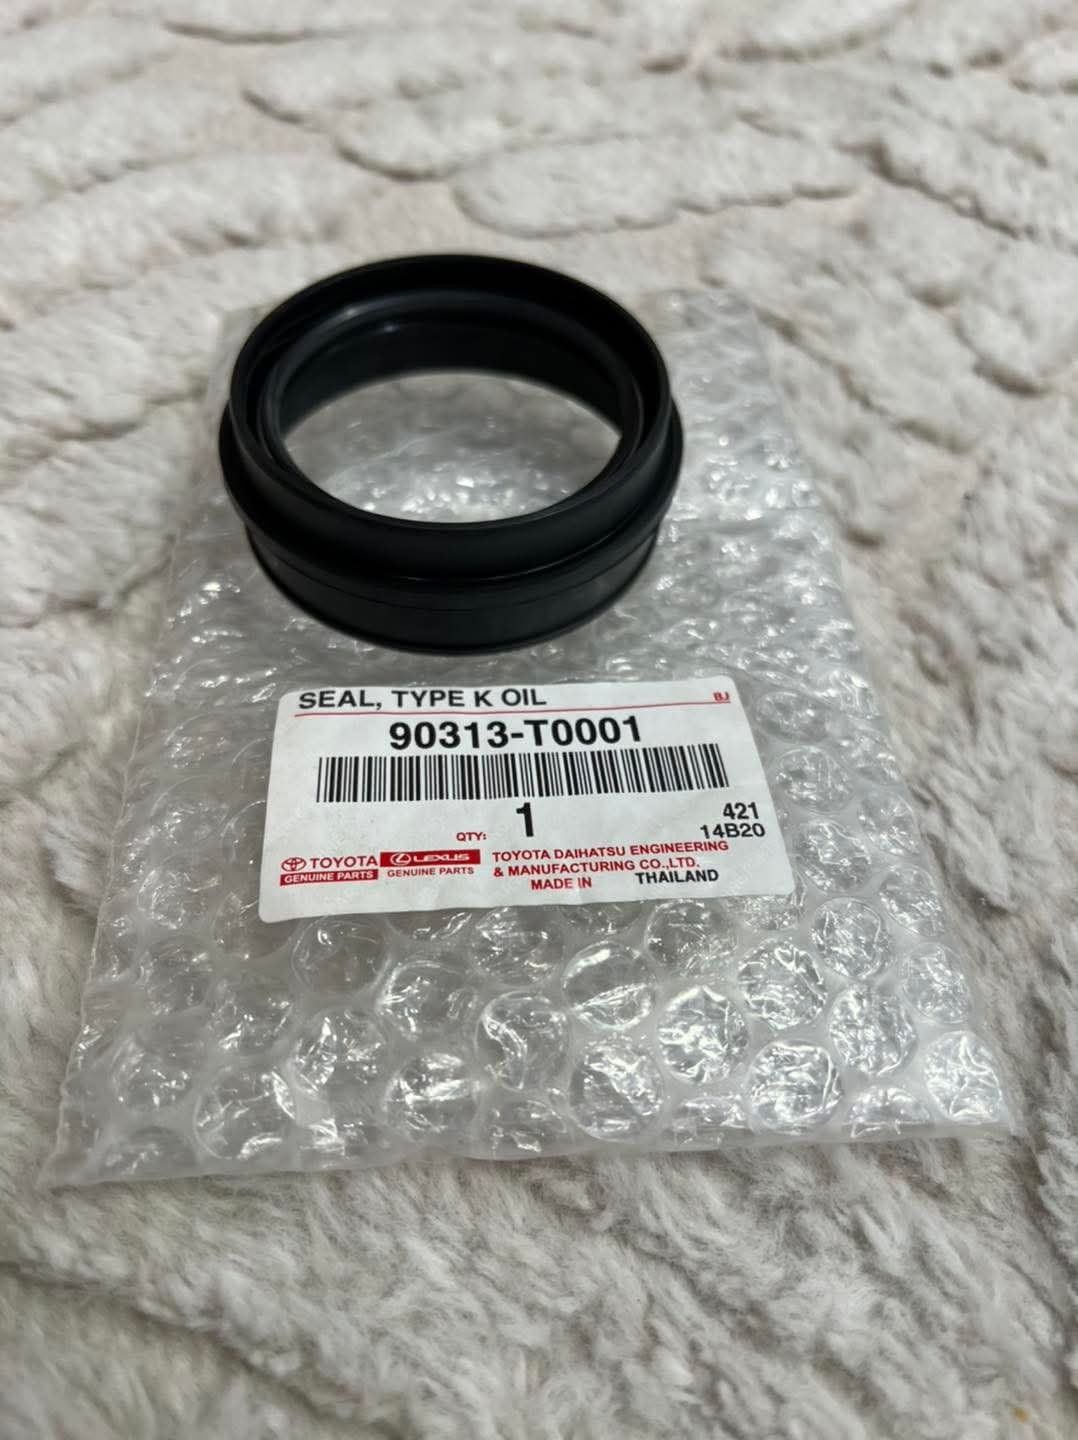 SEAL, TYPE K OIL BJ
90313-T0001
QTY: 1 421
14B20
TOYOTA LEXUS TOYOTA DAIHATSU ENGINEERING
GENUINE PARTS GENUINE PARTS & MANUFACTURING CO.,LTD.
MADE IN THAILAND